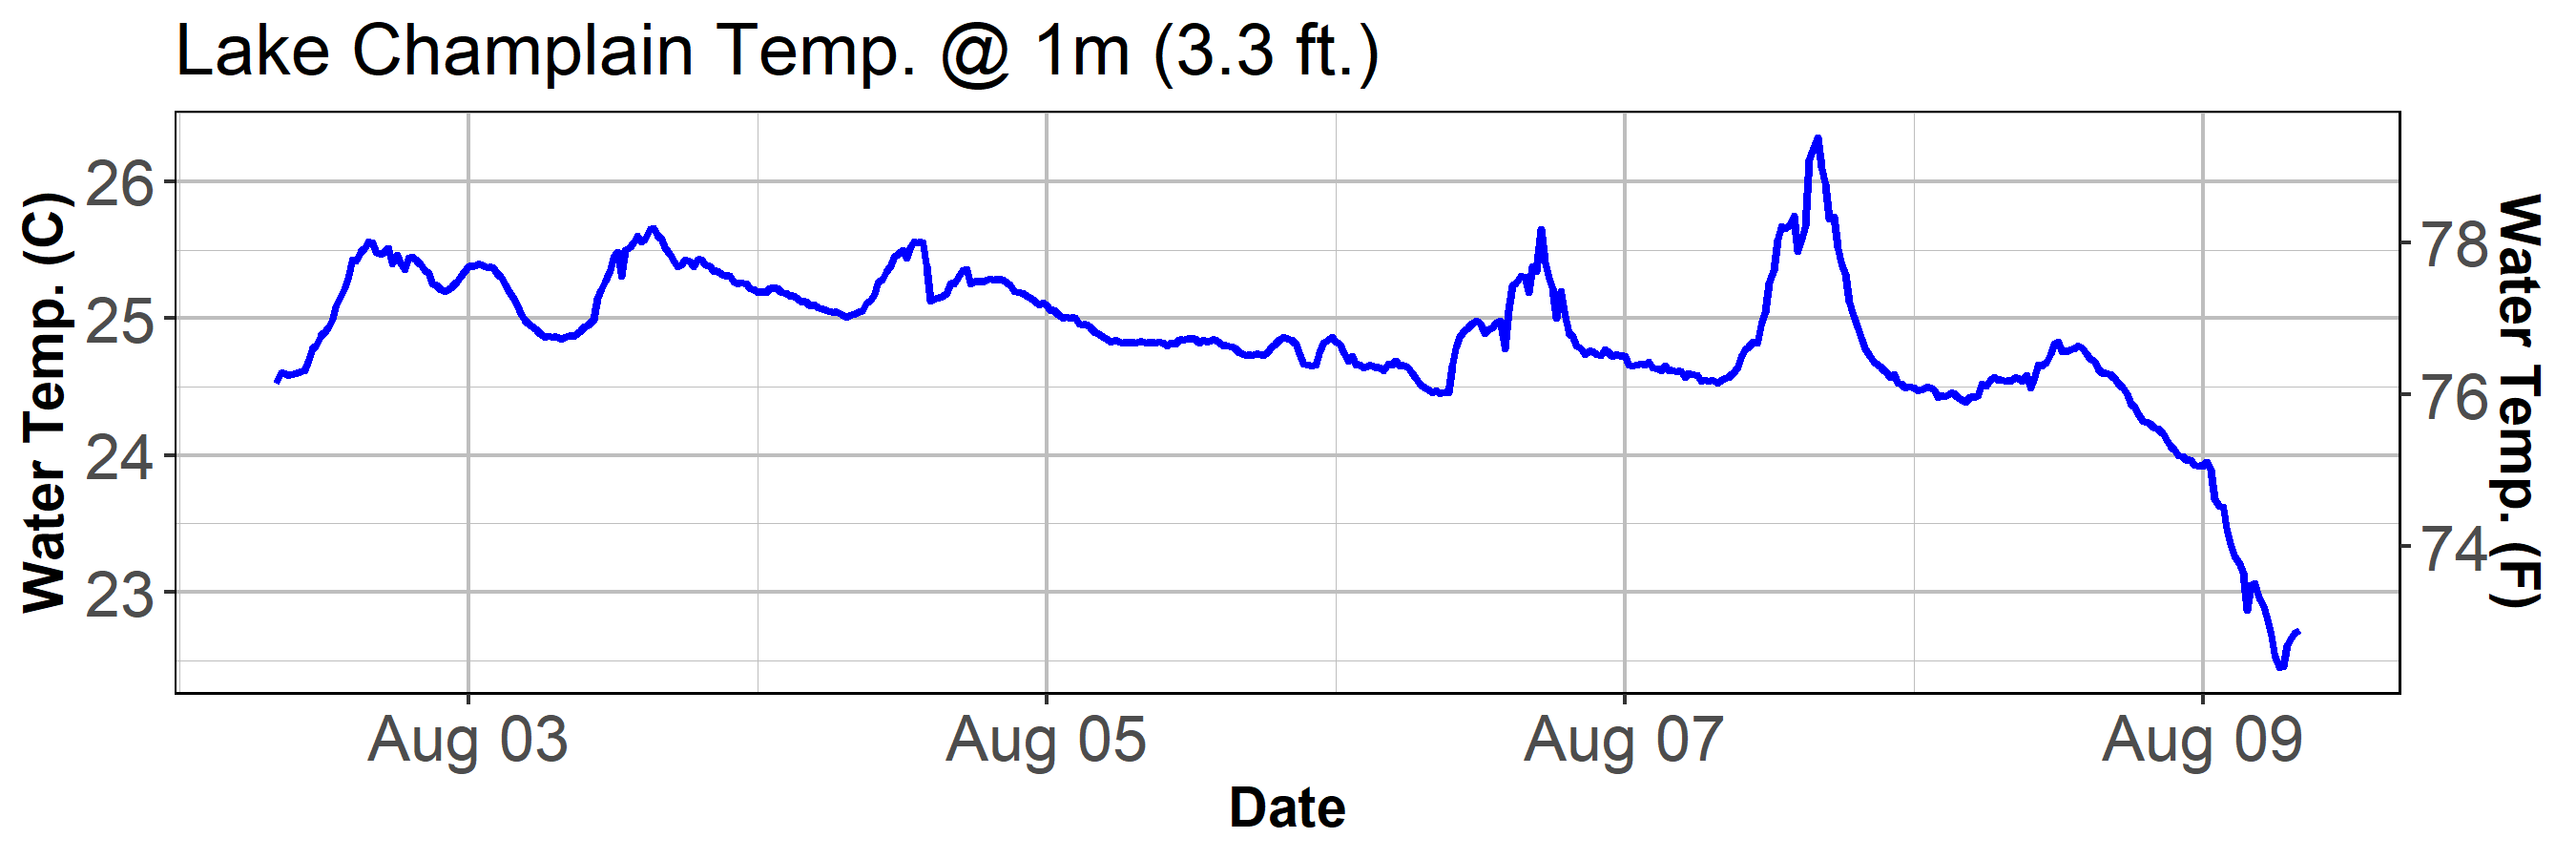 Lake Champlain Temp. @ 1m (3.3 ft.)
Water Temp. (C)
26
25
24
23
78
76
74
Water Temp. (F)
Aug 03
Aug 05
Aug 07
Aug 09
Date